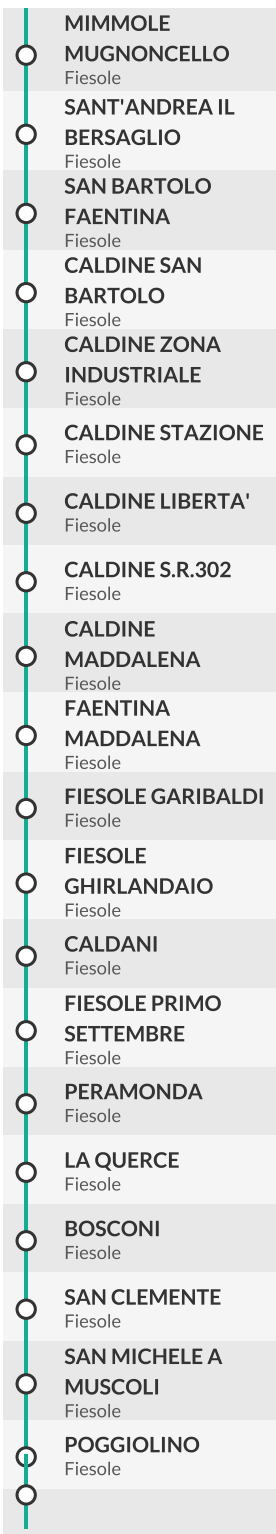 MIMMOLE
MUGNONCELLO
Fiesole
SANT'ANDREA IL
BERSAGLIO
Fiesole
SAN BARTOLO
FAENTINA
Fiesole
CALDINE SAN
BARTOLO
Fiesole
CALDINE ZONA
INDUSTRIALE
Fiesole
CALDINE STAZIONE
Fiesole
CALDINE LIBERTA'
Fiesole
CALDINE S.R.302
Fiesole
CALDINE
MADDALENA
Fiesole
FAENTINA
MADDALENA
Fiesole
FIESOLE GARIBALDI
Fiesole
FIESOLE
GHIRLANDAIO
Fiesole
CALDANI
Fiesole
FIESOLE PRIMO
SETTEMBRE
Fiesole
PERAMONDA
Fiesole
LA QUERCE
Fiesole
BOSCONI
Fiesole
SAN CLEMENTE
Fiesole
SAN MICHELE A
MUSCOLI
Fiesole
POGGIOLINO
Fiesole